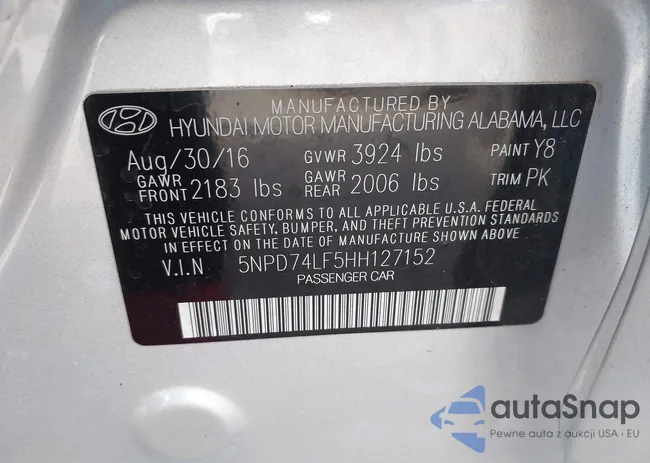 MANUFACTURED BY
HYUNDAI MOTOR MANUFACTURING ALABAMA, LLC
Aug/30/16 GVWR 3924 lbs PAINT Y8
GAWR FRONT 2183 lbs GAWR REAR 2006 lbs TRIM PK
THIS VEHICLE CONFORMS TO ALL APPLICABLE U.S.A. FEDERAL
MOTOR VEHICLE SAFETY, BUMPER, AND THEFT PREVENTION STANDARDS
IN EFFECT ON THE DATE OF MANUFACTURE SHOWN ABOVE.
V.I.N 5NPD74LF5HH127152
PASSENGER CAR
autaSnap
Pewne auta z aukcji USA i EU